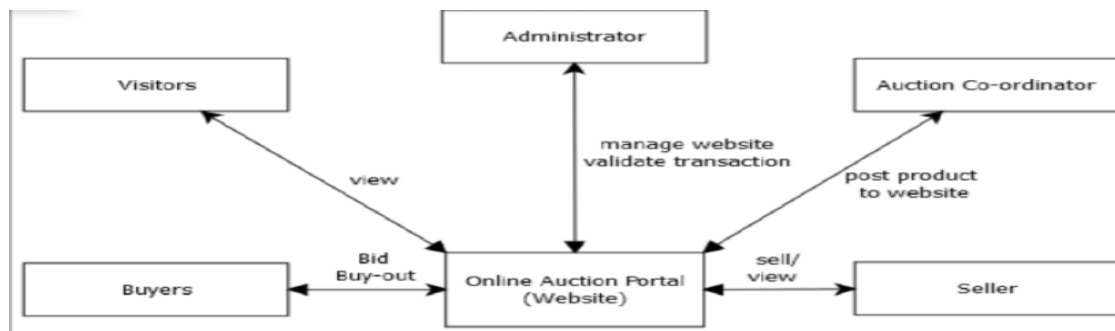 Administrator
Visitors
Auction Co-ordinator
manage website
validate transaction
view
post product
to website
Bid
Buy-out
sell/
view
Buyers
Online Auction Portal
(Website)
Seller